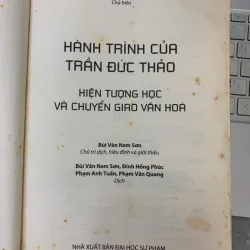 Chủ biên
HÀNH TRÌNH CỦA
TRẦN ĐỨC THẢO
HIỆN TƯỢNG HỌC
VÀ CHUYỂN GIAO VĂN HOÁ
Bùi Văn Nam Sơn
Chủ trì dịch, hiệu đính và giới thiệu
Bùi Văn Nam Sơn, Đinh Hồng Phúc
Phạm Anh Tuấn, Phạm Văn Quang
Dịch
NHÀ XUẤT BẢN ĐẠI HỌC SƯ PHẠM